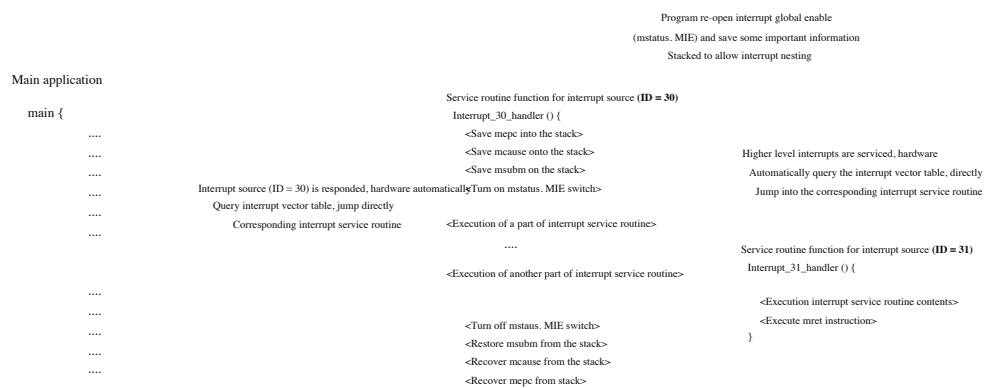 Program re-open interrupt global enable
(mstatus. MIE) and save some important information
Stacked to allow interrupt nesting
Main application
main {
....
....
....
....
....
....
....
....
....
....
....
Interrupt source (ID = 30) is responded, hardware automatically
Query interrupt vector table, jump directly
Corresponding interrupt service routine
Service routine function for interrupt source (ID = 30)
Interrupt_30_handler () {
<Save mepc into the stack>
<Save mcause onto the stack>
<Save msubm on the stack>
<Turn on mstatus. MIE switch>
<Execution of a part of interrupt service routine>
....
<Execution of another part of interrupt service routine>
<Turn off mstaus. MIE switch>
<Restore msubm from the stack>
<Recover mcause from the stack>
<Recover mepc from stack>
Higher level interrupts are serviced, hardware
Automatically query the interrupt vector table, directly
Jump into the corresponding interrupt service routine
Service routine function for interrupt source (ID = 31)
Interrupt_31_handler () {
<Execution interrupt service routine contents>
<Execute mret instruction>
}